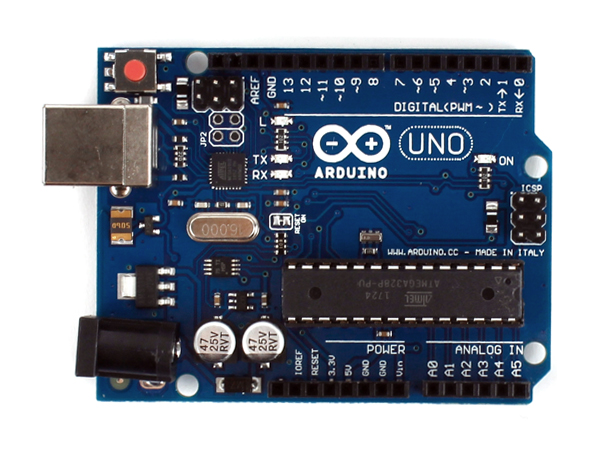 AREF
GND
13
12
~11
~10
~9
8
7
~6
~5
4
~3
2
TX→1
RX←0
DIGITAL(PWM~)
JP2
L
TX
RX
™
UNO
ARDUINO
ON
ICSP
RESET
ON
16.000
WWW.ARDUINO.CC - MADE IN ITALY
ATMEL
ATMEGA328P-PU
1724
47
25V
RVT
47
25V
RVT
POWER
ANALOG IN
IOREF
RESET
3.3V
5V
GND
GND
Vin
A0
A1
A2
A3
A4
A5